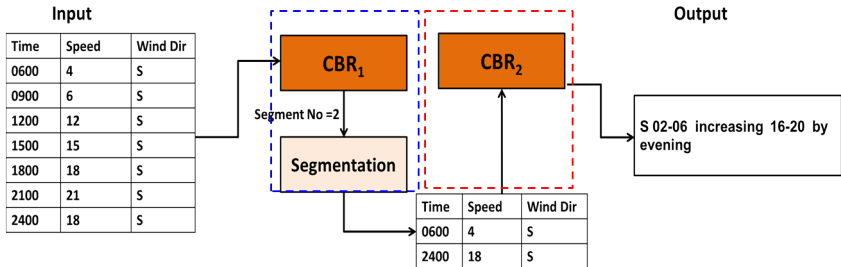 Input
Output
Time Speed Wind Dir
0600 4 S
0900 6 S
1200 12 S
1500 15 S
1800 18 S
2100 21 S
2400 18 S
CBR1
Segment No =2
Segmentation
CBR2
Time Speed Wind Dir
0600 4 S
2400 18 S
S 02-06 increasing 16-20 by
evening